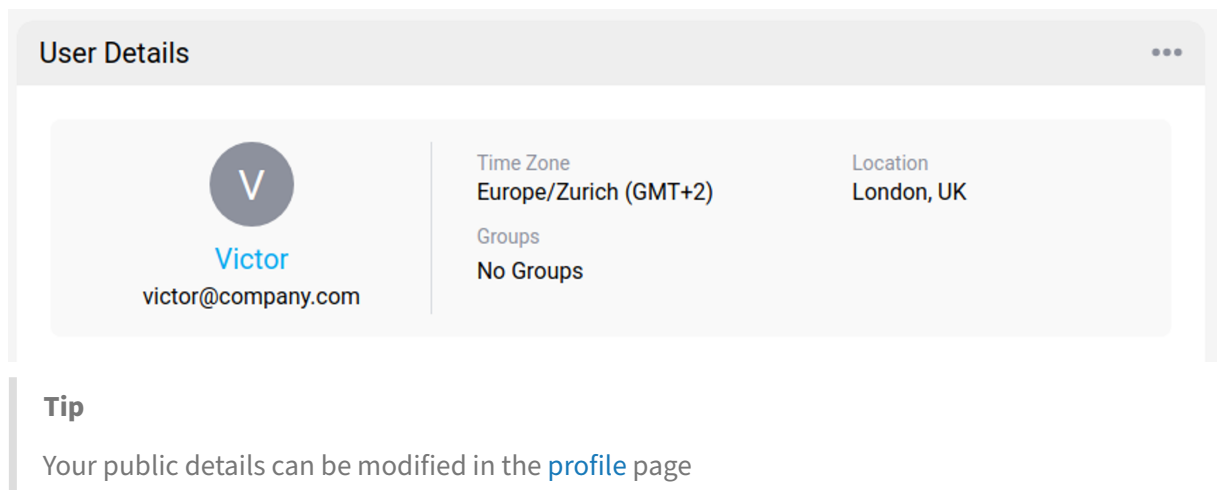 User Details
V
Victor
victor@company.com
Time Zone
Europe/Zurich (GMT+2)
Location
London, UK
Groups
No Groups
Tip
Your public details can be modified in the profile page